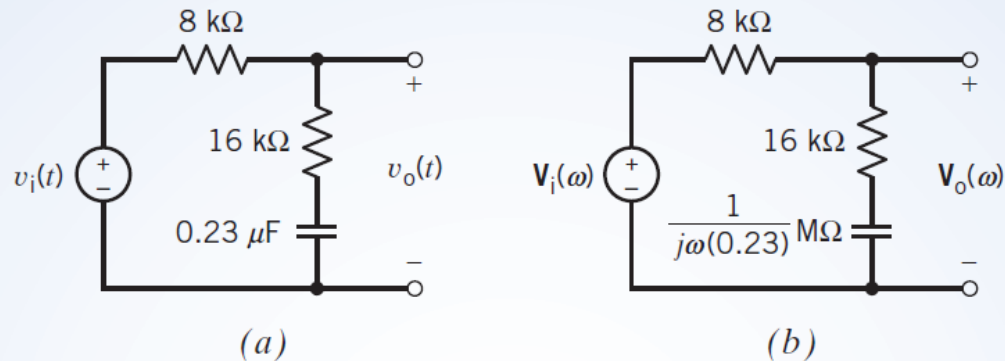 8 kΩ
+
16 kΩ
+
−
vᵢ(t)
vₒ(t)
0.23 μF
−
(a)
8 kΩ
+
16 kΩ
+
−
Vᵢ(ω)
Vₒ(ω)
1
jω(0.23)
MΩ
−
(b)